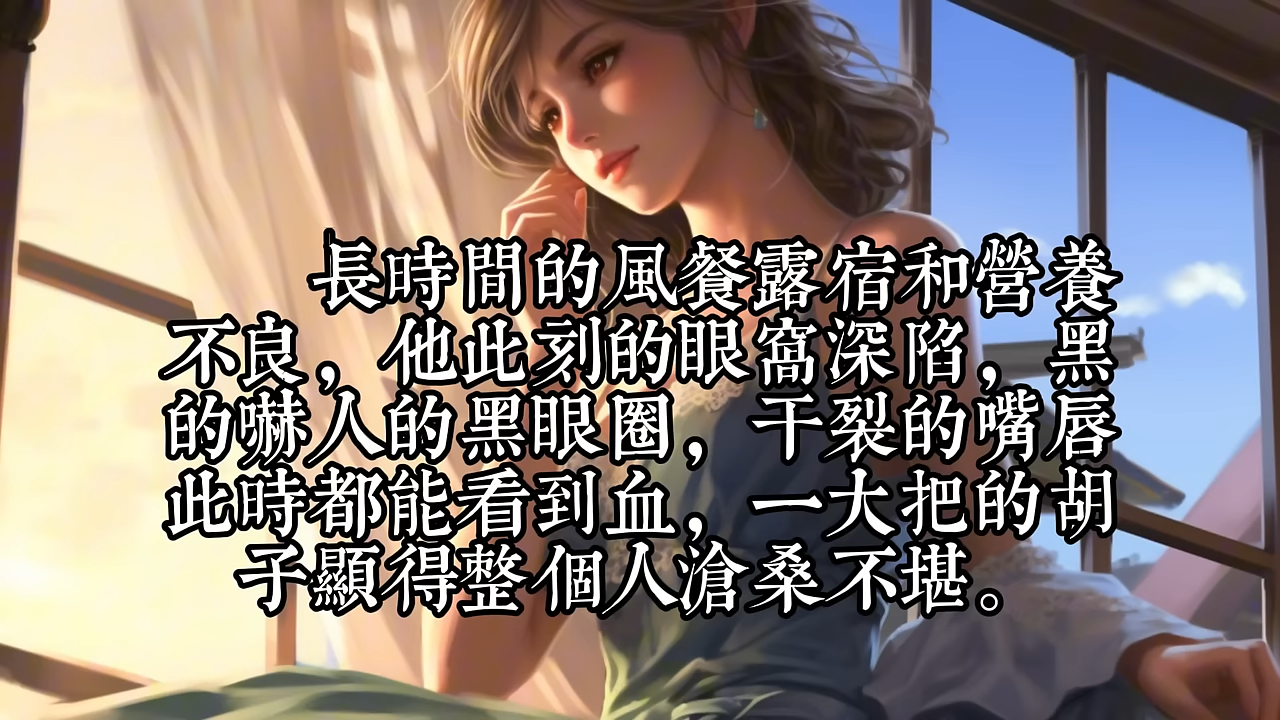 長時間的風餐露宿和營養
不良，他此刻的眼窩深陷，黑
的嚇人的黑眼圈，干裂的嘴唇
此時都能看到血，一大把的胡
子顯得整個人滄桑不堪。